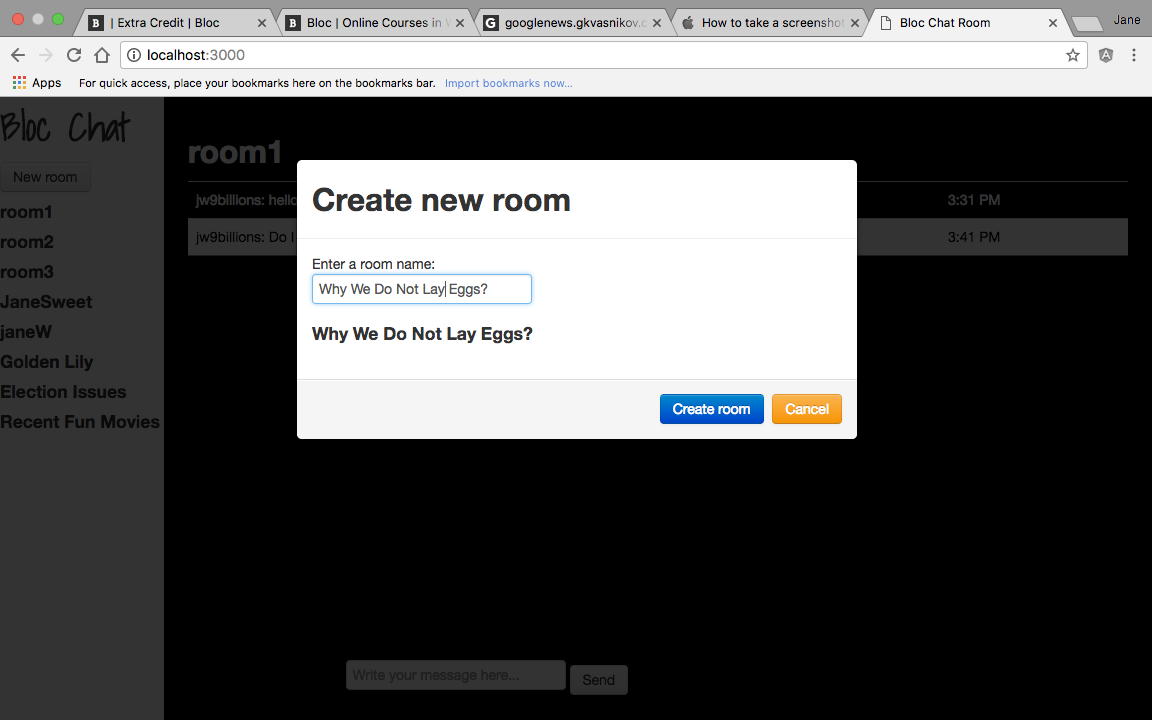 | Extra Credit | Bloc
Bloc | Online Courses in
googlenews.gkvasnikov.
How to take a screenshot
Bloc Chat Room
Jane
localhost:3000
Apps
For quick access, place your bookmarks here on the bookmarks bar. Import bookmarks now...
Bloc Chat
New room
room1
room2
room3
JaneSweet
janeW
Golden Lily
Election Issues
Recent Fun Movies
room1
jw9billions: hello
3:31 PM
jw9billions: Do I
3:41 PM
Create new room
Enter a room name:
Why We Do Not Lay Eggs?
Why We Do Not Lay Eggs?
Create room
Cancel
Write your message here...
Send